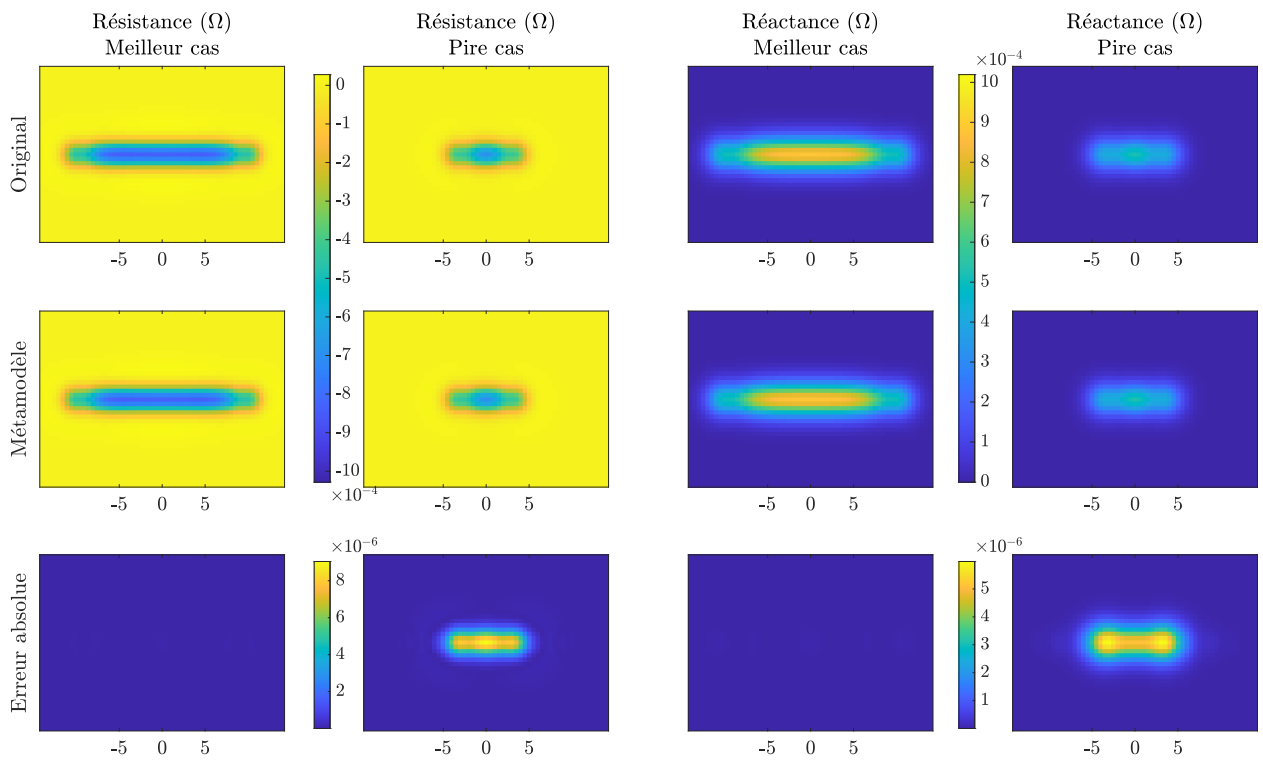 Résistance (Ω)
Meilleur cas
Résistance (Ω)
Pire cas
Réactance (Ω)
Meilleur cas
Réactance (Ω)
Pire cas
Original
-5 0 5
0
-1
-2
-3
-4
-5
-6
-7
-8
-9
-10
×10⁻⁴
-5 0 5
-5 0 5
×10⁻⁴
10
9
8
7
6
5
4
3
2
1
0
-5 0 5
Métamodèle
-5 0 5
-5 0 5
-5 0 5
-5 0 5
Erreur absolue
-5 0 5
×10⁻⁶
8
6
4
2
-5 0 5
-5 0 5
×10⁻⁶
5
4
3
2
1
-5 0 5